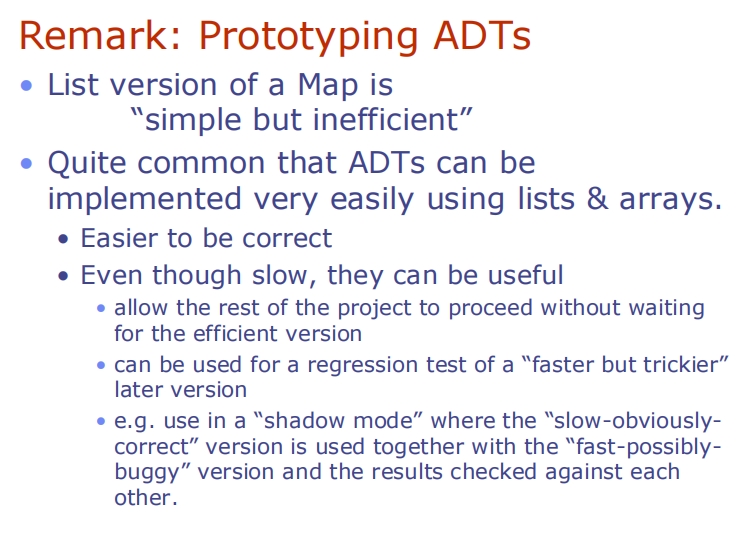 Remark: Prototyping ADTs
• List version of a Map is
“simple but inefficient”
• Quite common that ADTs can be
implemented very easily using lists & arrays.
• Easier to be correct
• Even though slow, they can be useful
• allow the rest of the project to proceed without waiting
for the efficient version
• can be used for a regression test of a “faster but trickier”
later version
• e.g. use in a “shadow mode” where the “slow-obviously-
correct” version is used together with the “fast-possibly-
buggy” version and the results checked against each
other.